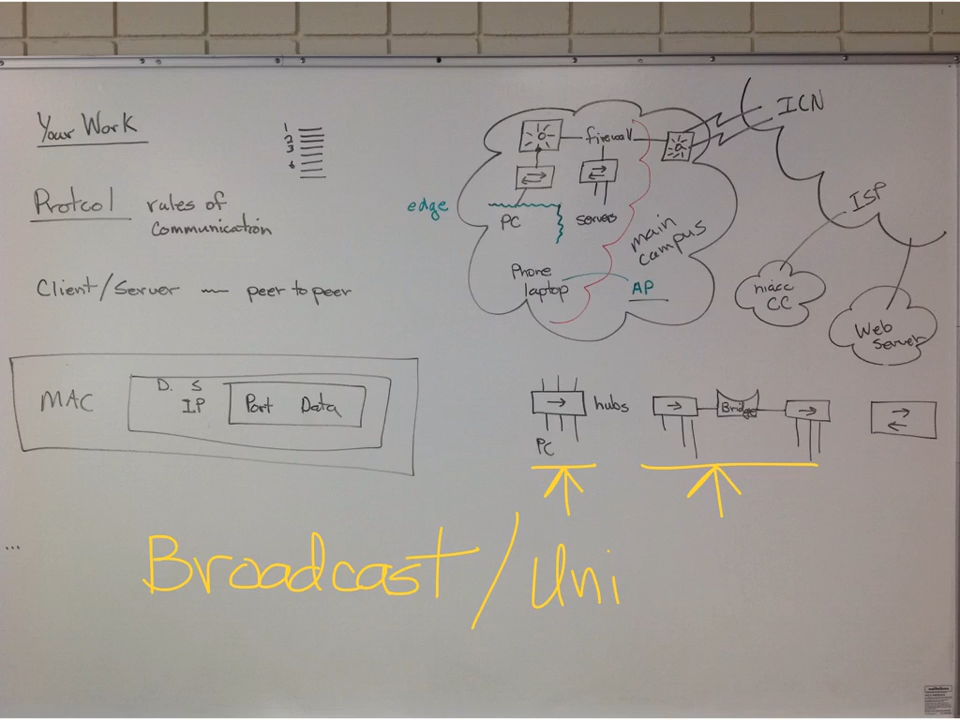 Your Work
1
2
3
6
Protcol rules of
communication
Client/Server — peer to peer
MAC
D. S
IP
Port Data
edge
firewall
PC
servers
main
campus
Phone
laptop
AP
ICN
ISP
niacc
CC
Web
Server
hubs
PC
Bridge
...
Broadcast/Uni